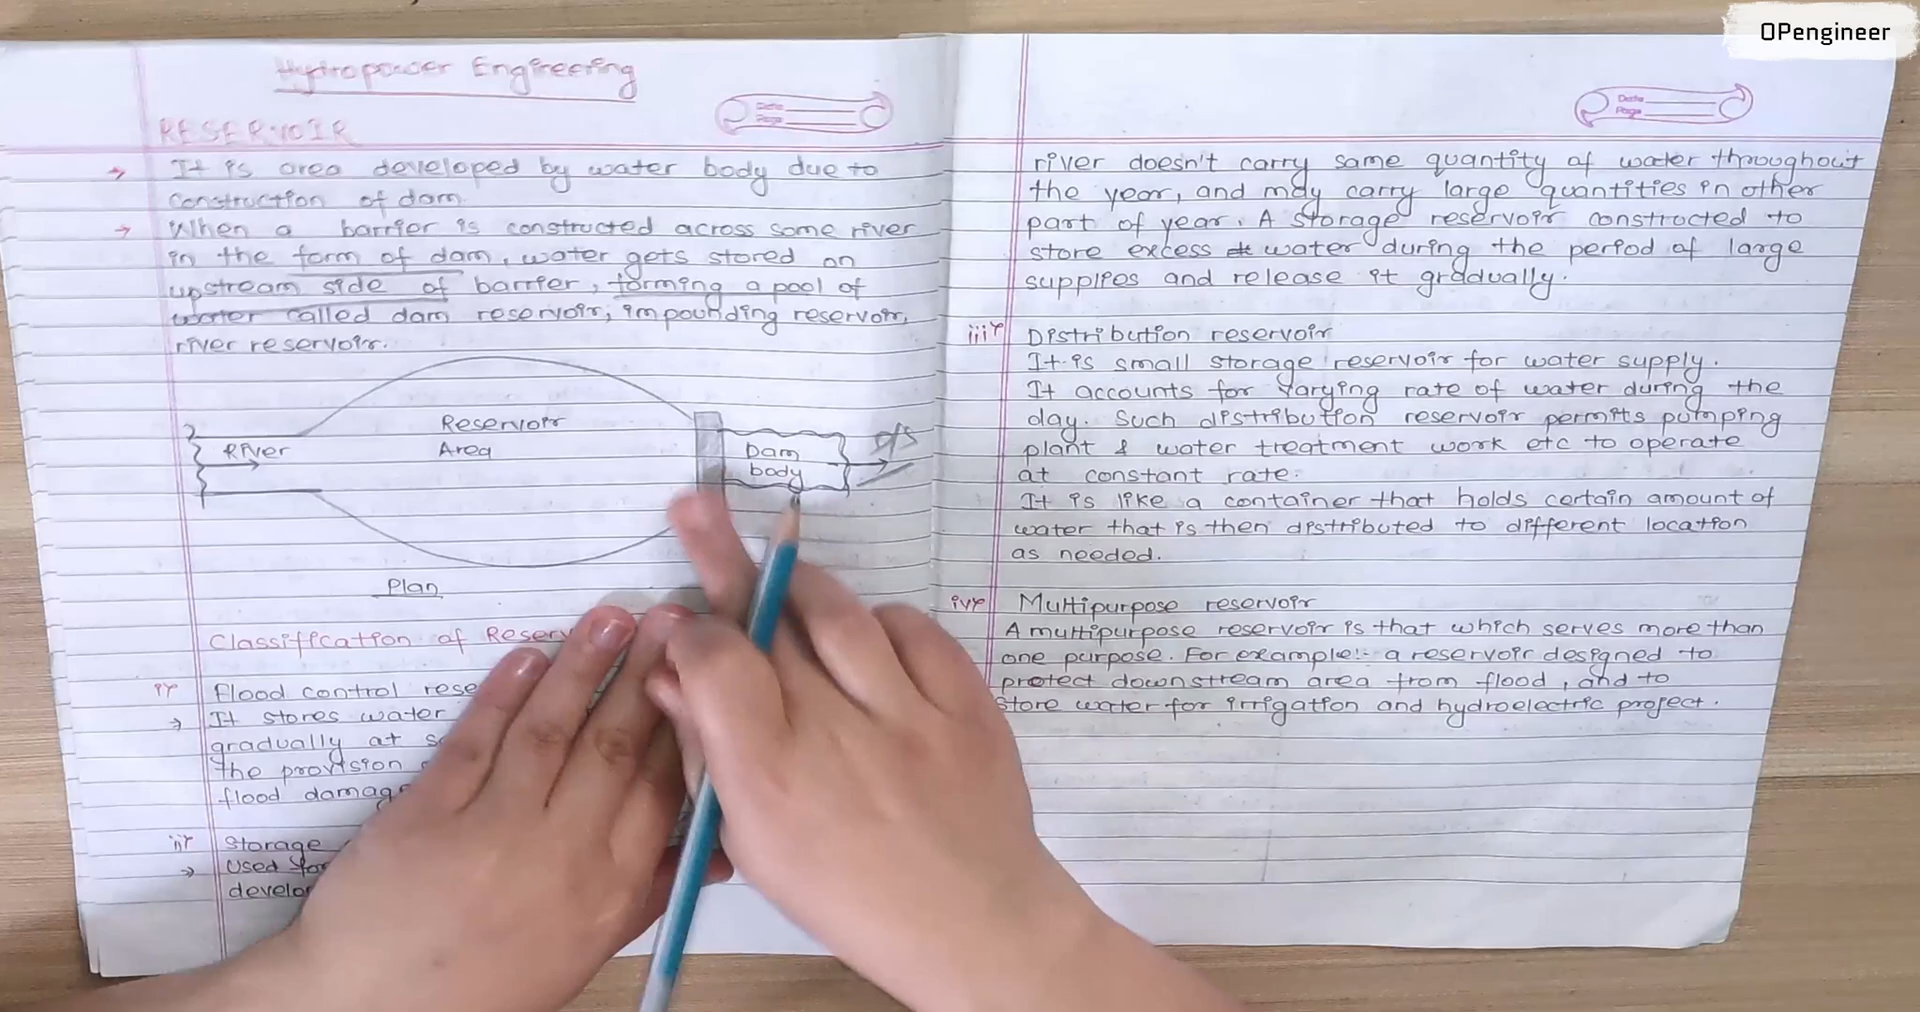 OPengineer
Hydropower Engineering
Date
Page
RESERVOIR
→ It is area developed by water body due to
construction of dam.
→ When a barrier is constructed across some river
in the form of dam, water gets stored on
upstream side of barrier, forming a pool of
water called dam reservoir, impounding reservoir,
river reservoir.
Reservoir
Area
River
Dam
body
D/S
Plan
Classification of Reserv
i) Flood control rese
→ It stores water
gradually at
the provision
flood damag
ii) Storage
→ Used for
develop
Date
Page
river doesn't carry same quantity of water throughout
the year, and may carry large quantities in other
part of year. A storage reservoir constructed to
store excess water during the period of large
supplies and release it gradually.
iii) Distribution reservoir
It is small storage reservoir for water supply.
It accounts for varying rate of water during the
day. Such distribution reservoir permits pumping
plant & water treatment work etc to operate
at constant rate.
It is like a container that holds certain amount of
water that is then distributed to different location
as needed.
iv) Multipurpose reservoir
A multipurpose reservoir is that which serves more than
one purpose. For example:- a reservoir designed to
protect downstream area from flood, and to
store water for irrigation and hydroelectric project.